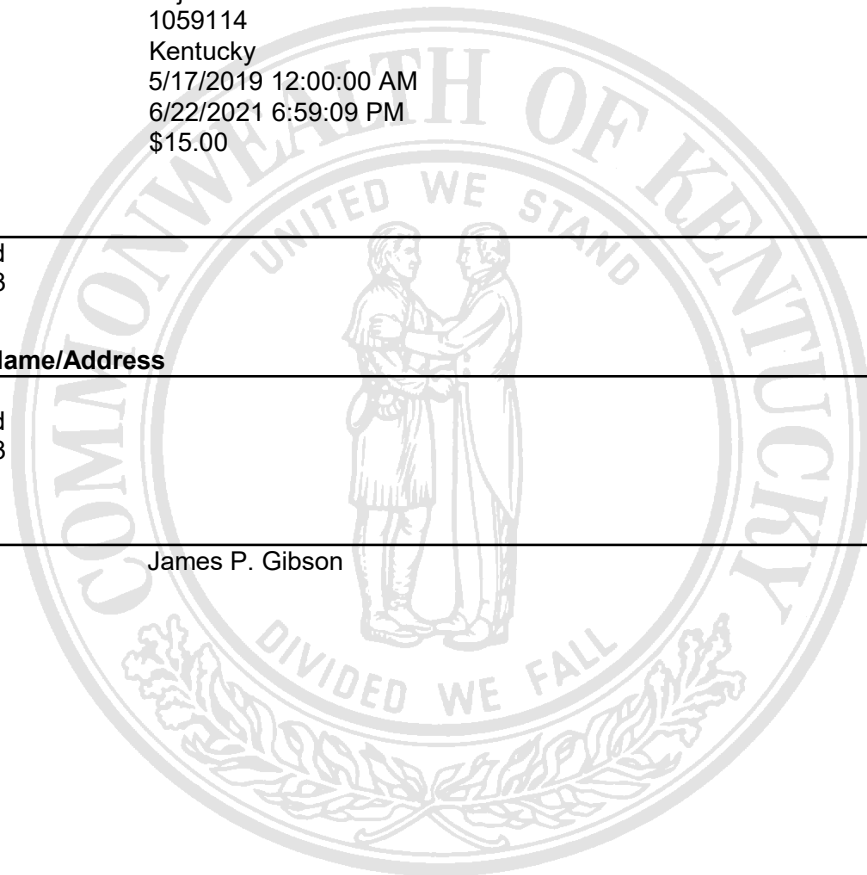 1059114
Kentucky
5/17/2019 12:00:00 AM
6/22/2021 6:59:09 PM
$15.00
COMMONWEALTH OF KENTUCKY
UNITED WE STAND
Name/Address
James P. Gibson
DIVIDED WE FALL